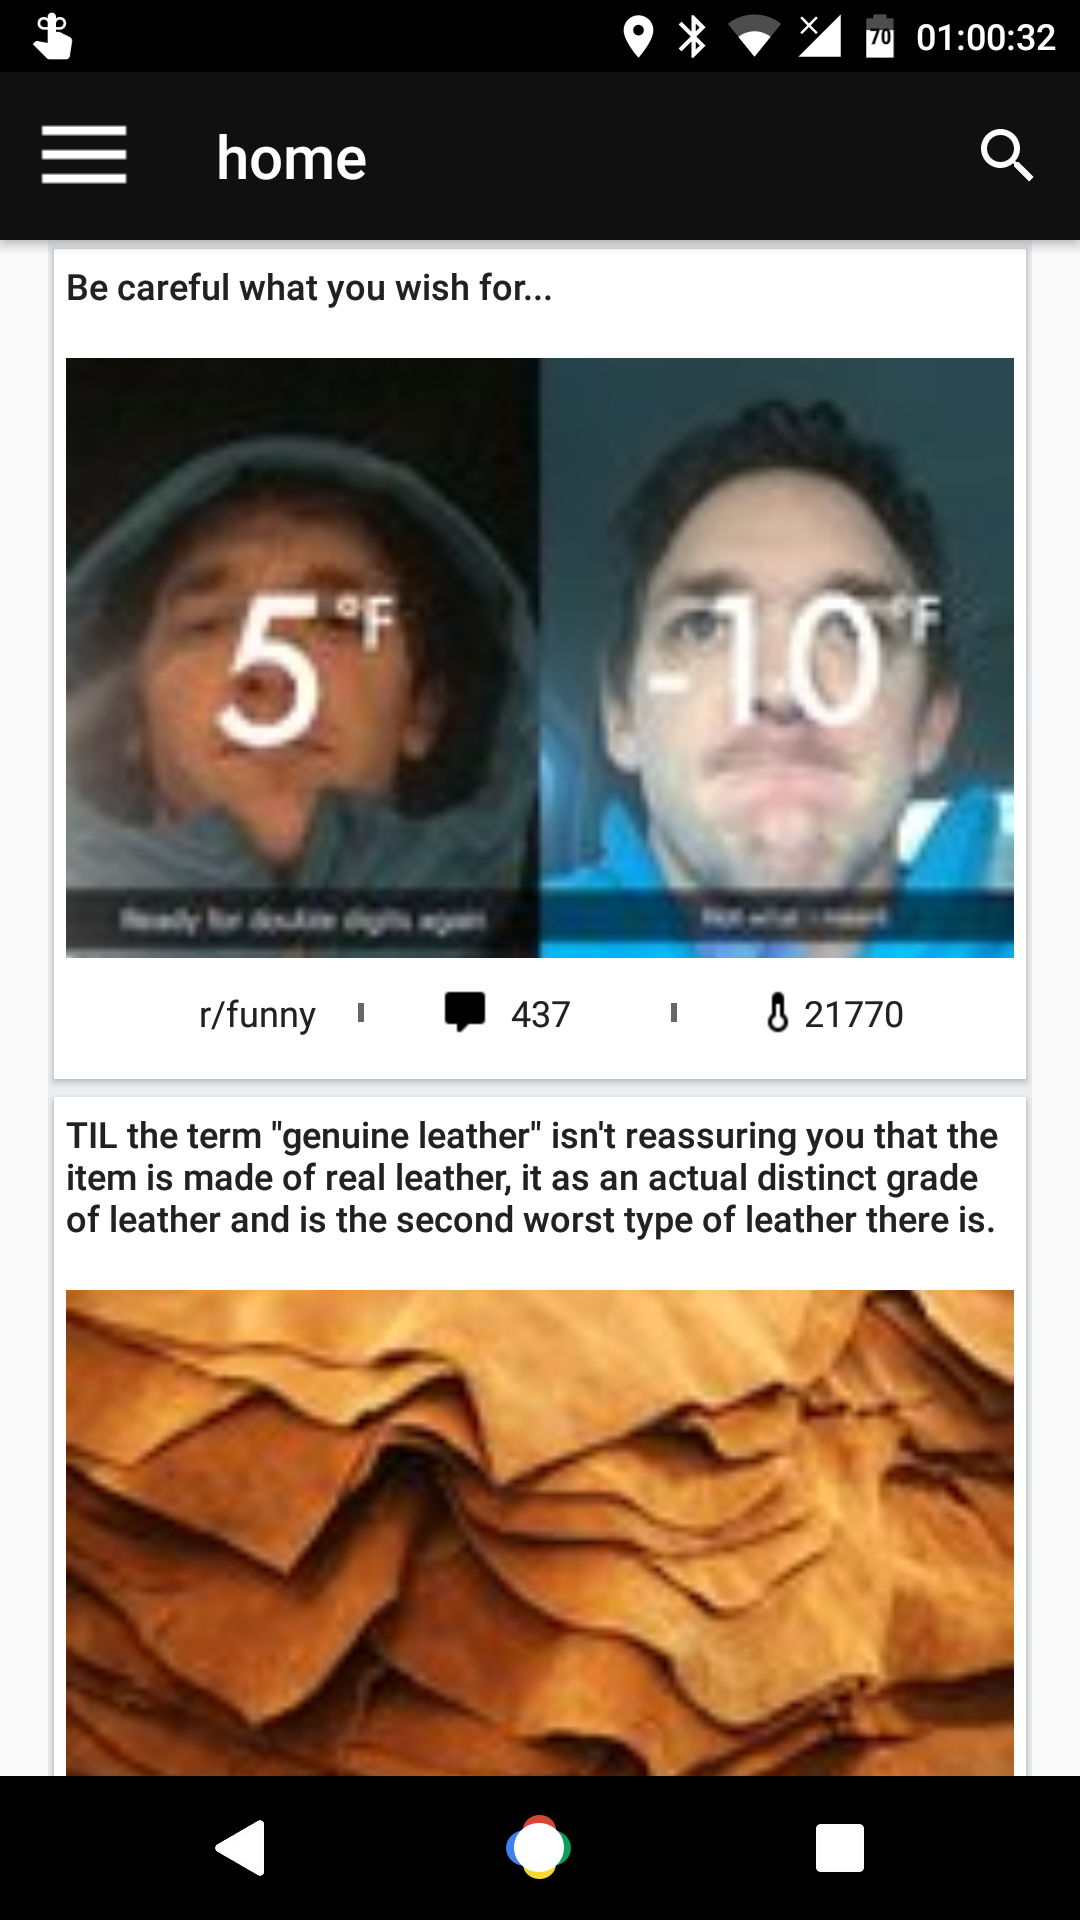 70 01:00:32
home
Be careful what you wish for...
5 °F -10 °F
Ready for double digits again
Not what I meant
r/funny 437 21770
TIL the term "genuine leather" isn't reassuring you that the
item is made of real leather, it as an actual distinct grade
of leather and is the second worst type of leather there is.